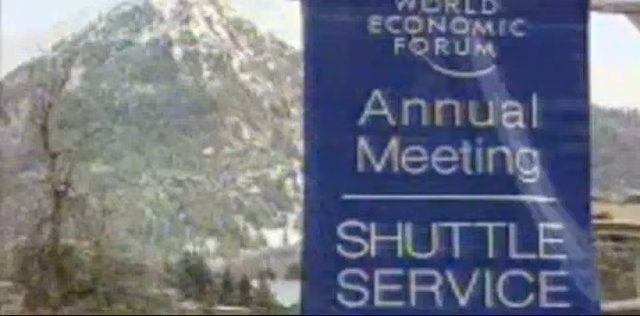 WORLD
ECONOMIC
FORUM
Annual
Meeting
SHUTTLE
SERVICE